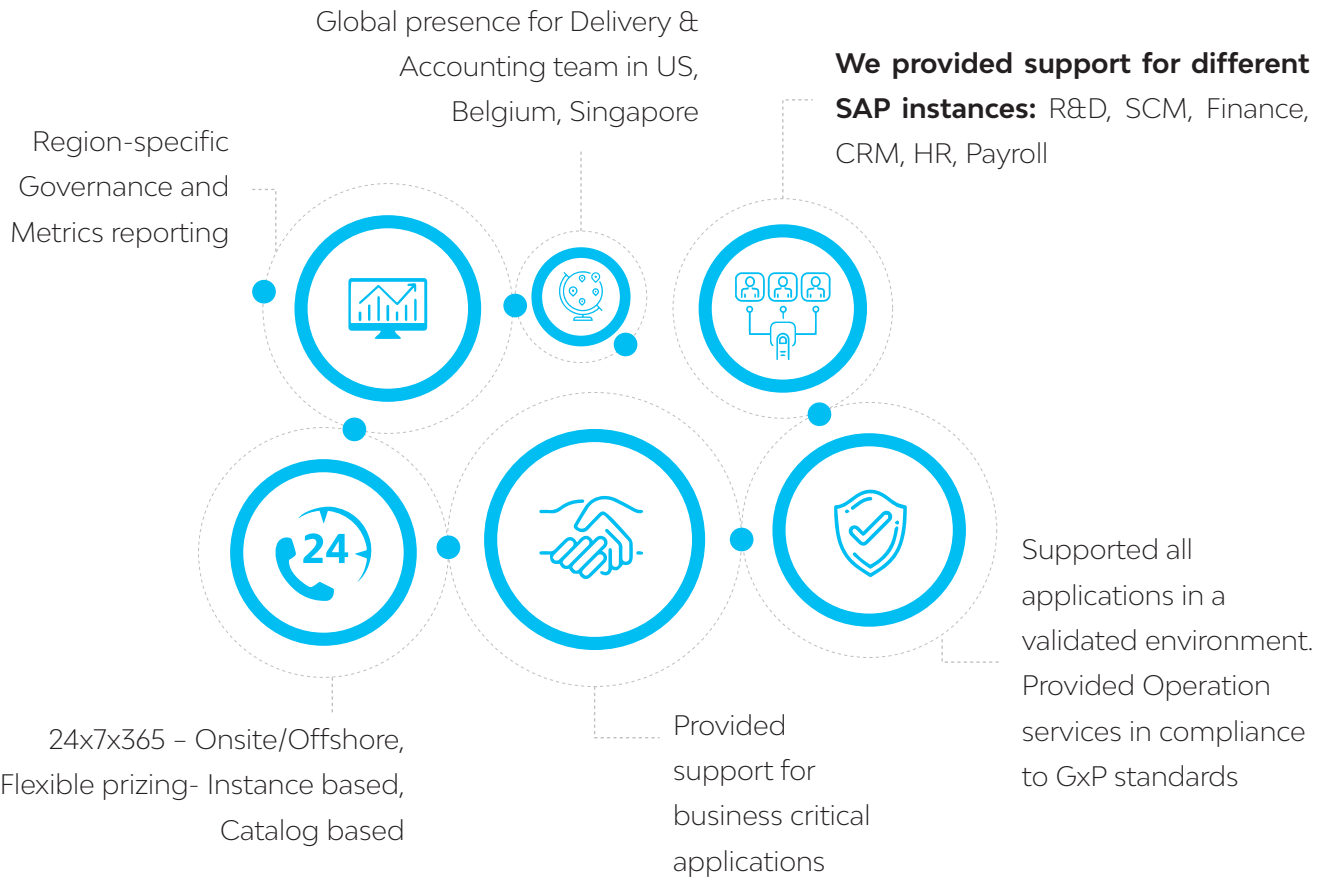 Global presence for Delivery &
Accounting team in US,
Belgium, Singapore
We provided support for different
SAP instances: R&D, SCM, Finance,
CRM, HR, Payroll
Region-specific
Governance and
Metrics reporting
24
Supported all
applications in a
validated environment.
Provided Operation
services in compliance
to GxP standards
24x7x365 – Onsite/Offshore,
Flexible prizing- Instance based,
Catalog based
Provided
support for
business critical
applications